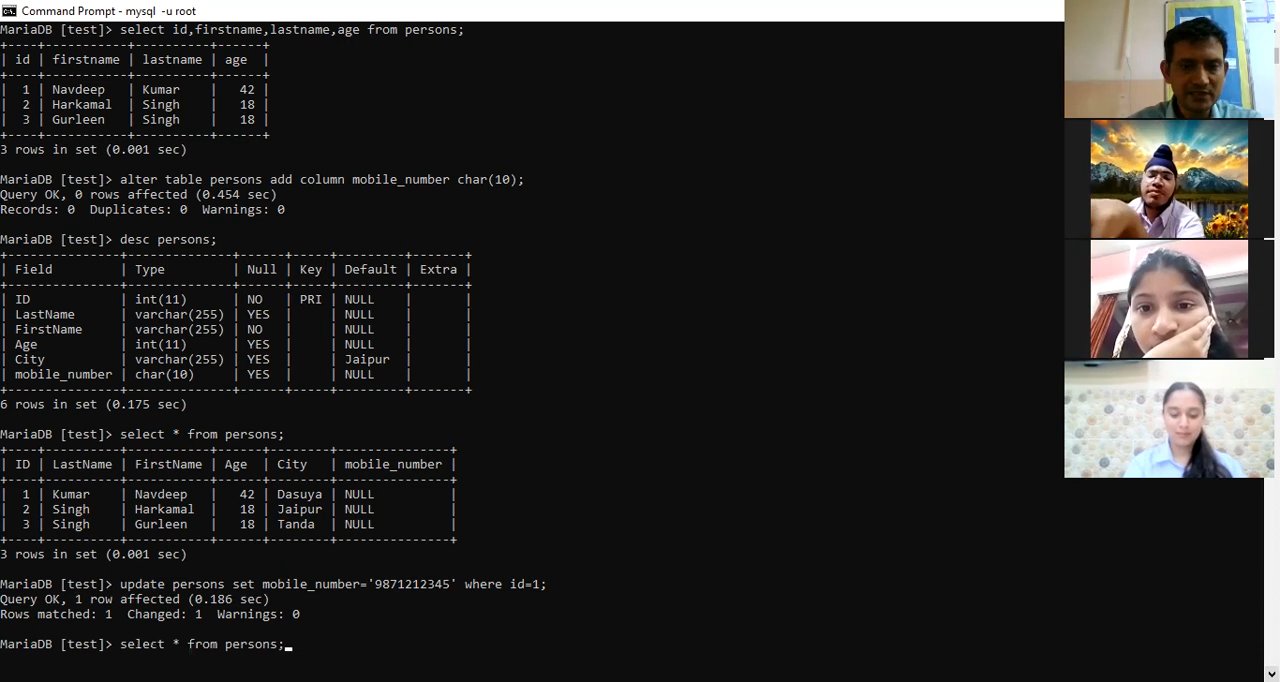 Command Prompt - mysql -u root
MariaDB [test]> select id,firstname,lastname,age from persons;
+----+-----------+----------+------+
| id | firstname | lastname | age  |
+----+-----------+----------+------+
|  1 | Navdeep   | Kumar    |   42 |
|  2 | Harkamal  | Singh    |   18 |
|  3 | Gurleen   | Singh    |   18 |
+----+-----------+----------+------+
3 rows in set (0.001 sec)
MariaDB [test]> alter table persons add column mobile_number char(10);
Query OK, 0 rows affected (0.454 sec)
Records: 0  Duplicates: 0  Warnings: 0
MariaDB [test]> desc persons;
+---------------+--------------+------+-----+---------+-------+
| Field         | Type         | Null | Key | Default | Extra |
+---------------+--------------+------+-----+---------+-------+
| ID            | int(11)      | NO   | PRI | NULL    |       |
| LastName      | varchar(255) | YES  |     | NULL    |       |
| FirstName     | varchar(255) | NO   |     | NULL    |       |
| Age           | int(11)      | YES  |     | NULL    |       |
| City          | varchar(255) | YES  |     | Jaipur  |       |
| mobile_number | char(10)     | YES  |     | NULL    |       |
+---------------+--------------+------+-----+---------+-------+
6 rows in set (0.175 sec)
MariaDB [test]> select * from persons;
+----+----------+-----------+------+--------+---------------+
| ID | LastName | FirstName | Age  | City   | mobile_number |
+----+----------+-----------+------+--------+---------------+
|  1 | Kumar    | Navdeep   |   42 | Dasuya | NULL          |
|  2 | Singh    | Harkamal  |   18 | Jaipur | NULL          |
|  3 | Singh    | Gurleen   |   18 | Tanda  | NULL          |
+----+----------+-----------+------+--------+---------------+
3 rows in set (0.001 sec)
MariaDB [test]> update persons set mobile_number='9871212345' where id=1;
Query OK, 1 row affected (0.186 sec)
Rows matched: 1  Changed: 1  Warnings: 0
MariaDB [test]> select * from persons;